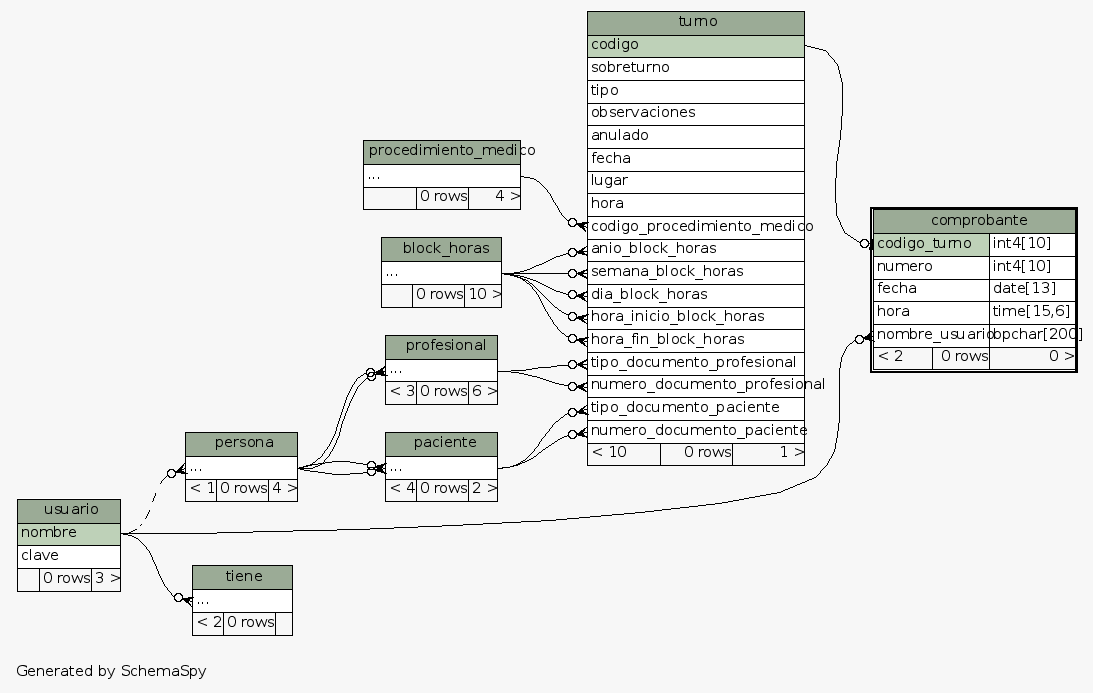 turno
codigo
sobreturno
tipo
observaciones
anulado
fecha
lugar
hora
codigo_procedimiento_medico
anio_block_horas
semana_block_horas
dia_block_horas
hora_inicio_block_horas
hora_fin_block_horas
tipo_documento_profesional
numero_documento_profesional
tipo_documento_paciente
numero_documento_paciente
< 10 0 rows 1 >
procedimiento_medico
...
0 rows 4 >
block_horas
...
0 rows 10 >
profesional
...
< 3 0 rows 6 >
paciente
...
< 4 0 rows 2 >
persona
...
< 1 0 rows 4 >
usuario
nombre
clave
0 rows 3 >
tiene
...
< 2 0 rows
comprobante
codigo_turno int4[10]
numero int4[10]
fecha date[13]
hora time[15,6]
nombre_usuario bpchar[200]
< 2 0 rows 0 >
Generated by SchemaSpy